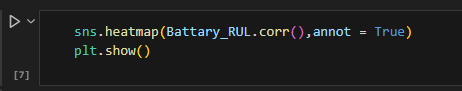 sns.heatmap(Battary_RUL.corr(),annot = True)
plt.show()
[7]